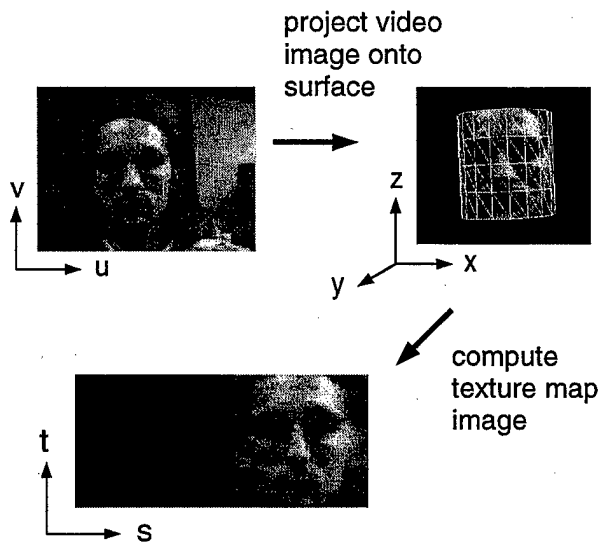 project video
image onto
surface
v
u
z
x
y
compute
texture map
image
t
s